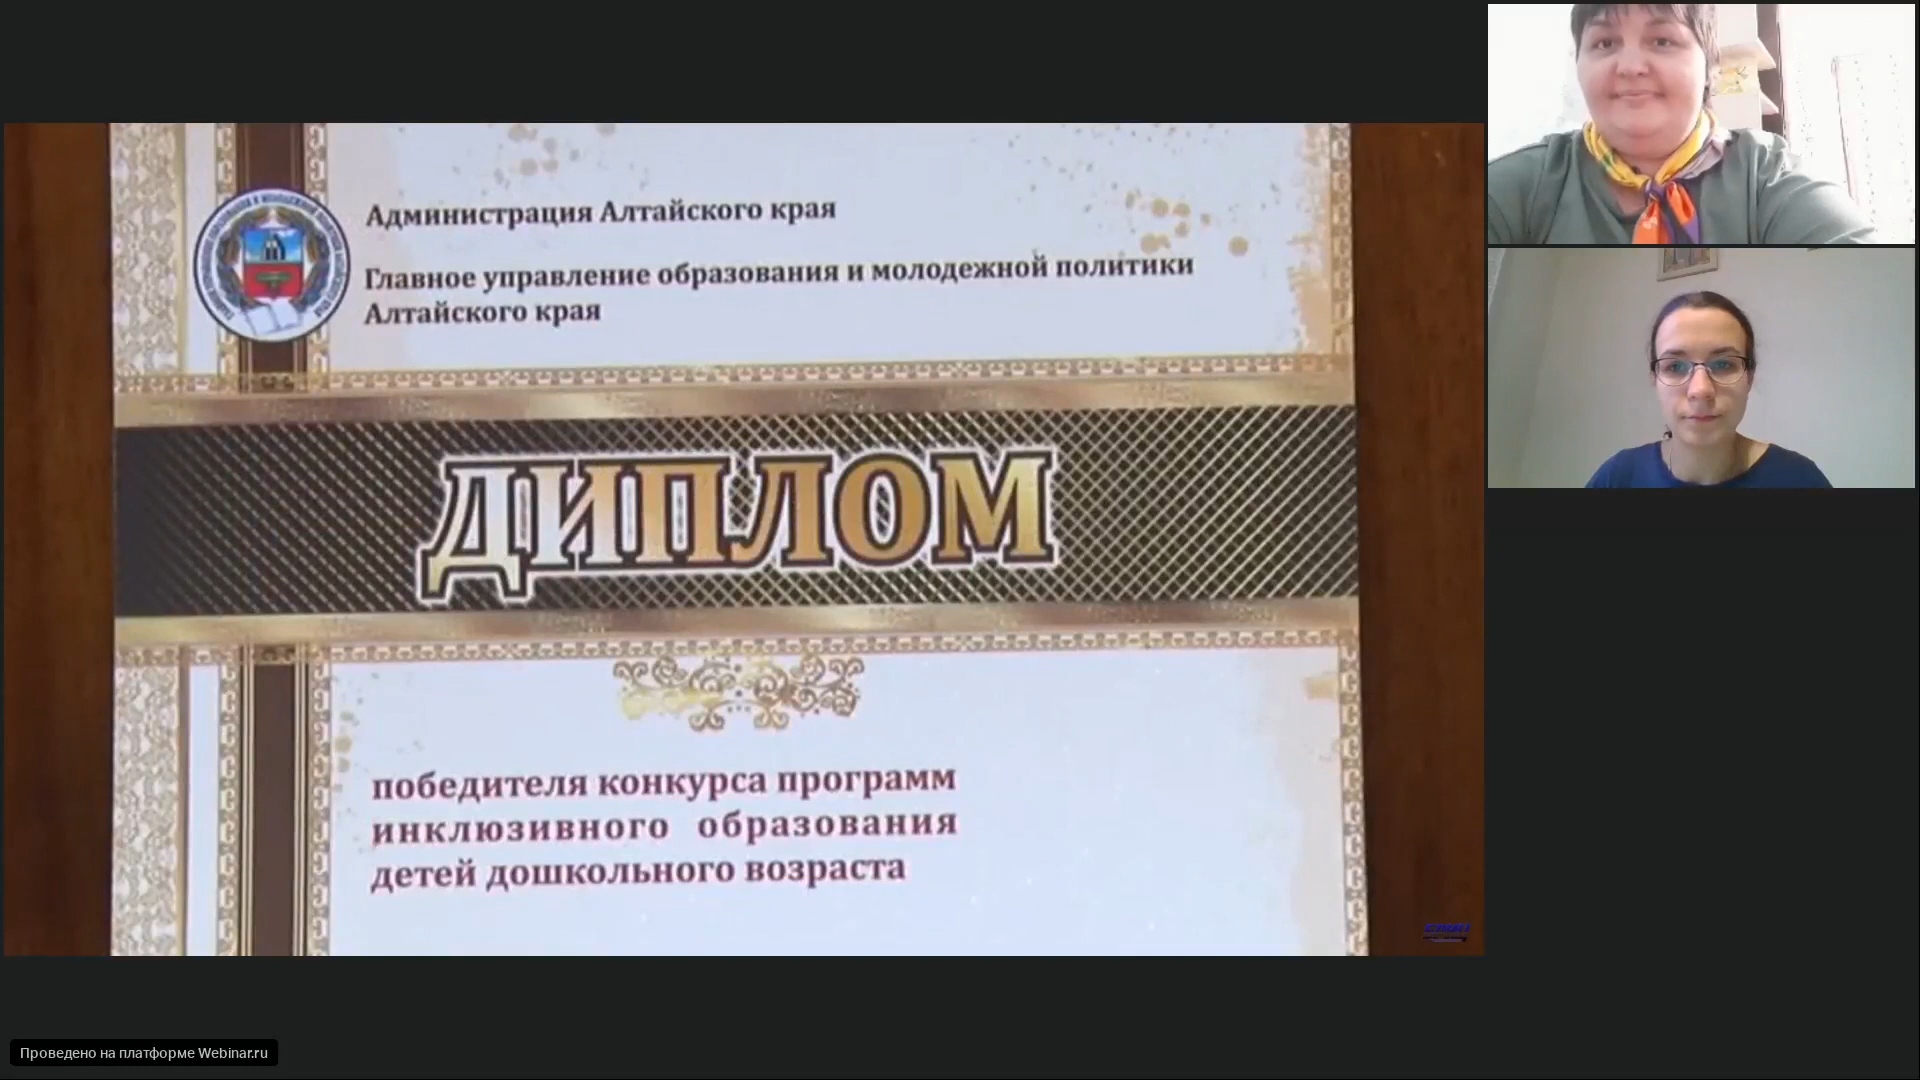 Администрация Алтайского края
Главное управление образования и молодежной политики
Алтайского края
ДИПЛОМ
победителя конкурса программ
инклюзивного образования
детей дошкольного возраста
Проведено на платформе Webinar.ru